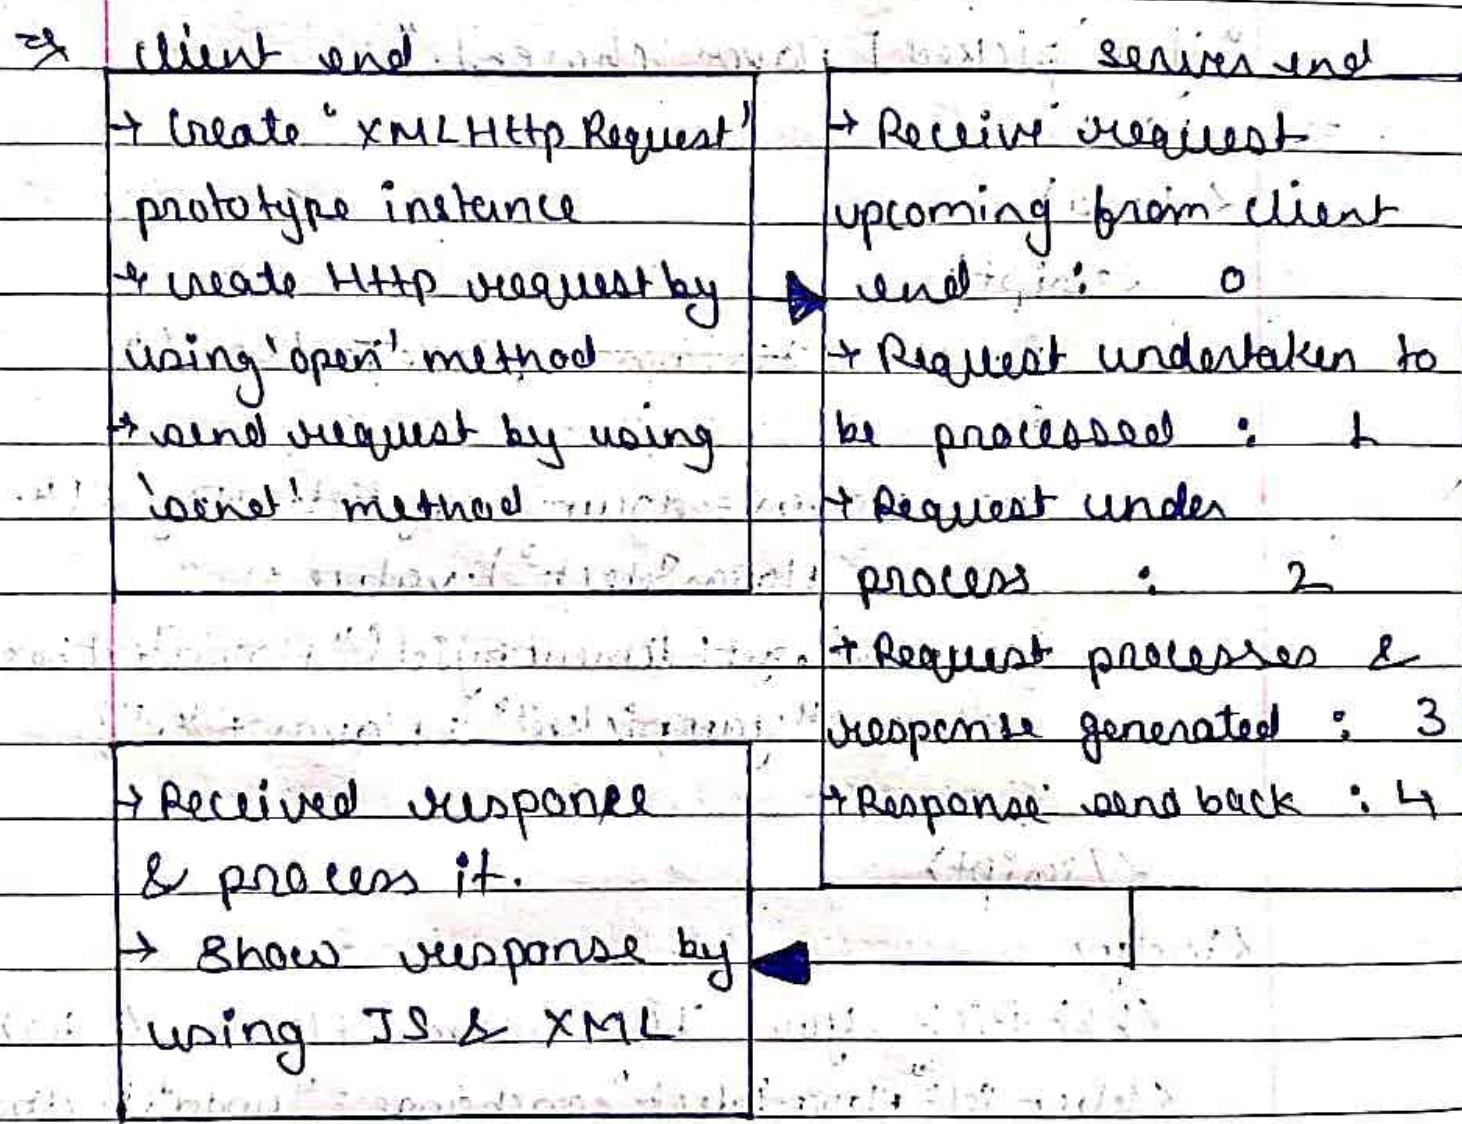 ⇒ client end
→ Create "XMLHttpRequest"
prototype instance
→ create Http request by
using 'open' method
→ send request by using
'send' method
server end
→ Receive request
upcoming from client
end : 0
→ Request undertaken to
be processed : 1
→ Request under
process : 2
→ Request processes &
response generated : 3
→ Response send back : 4
→ Received response
& process it.
→ Show response by
using JS & XML